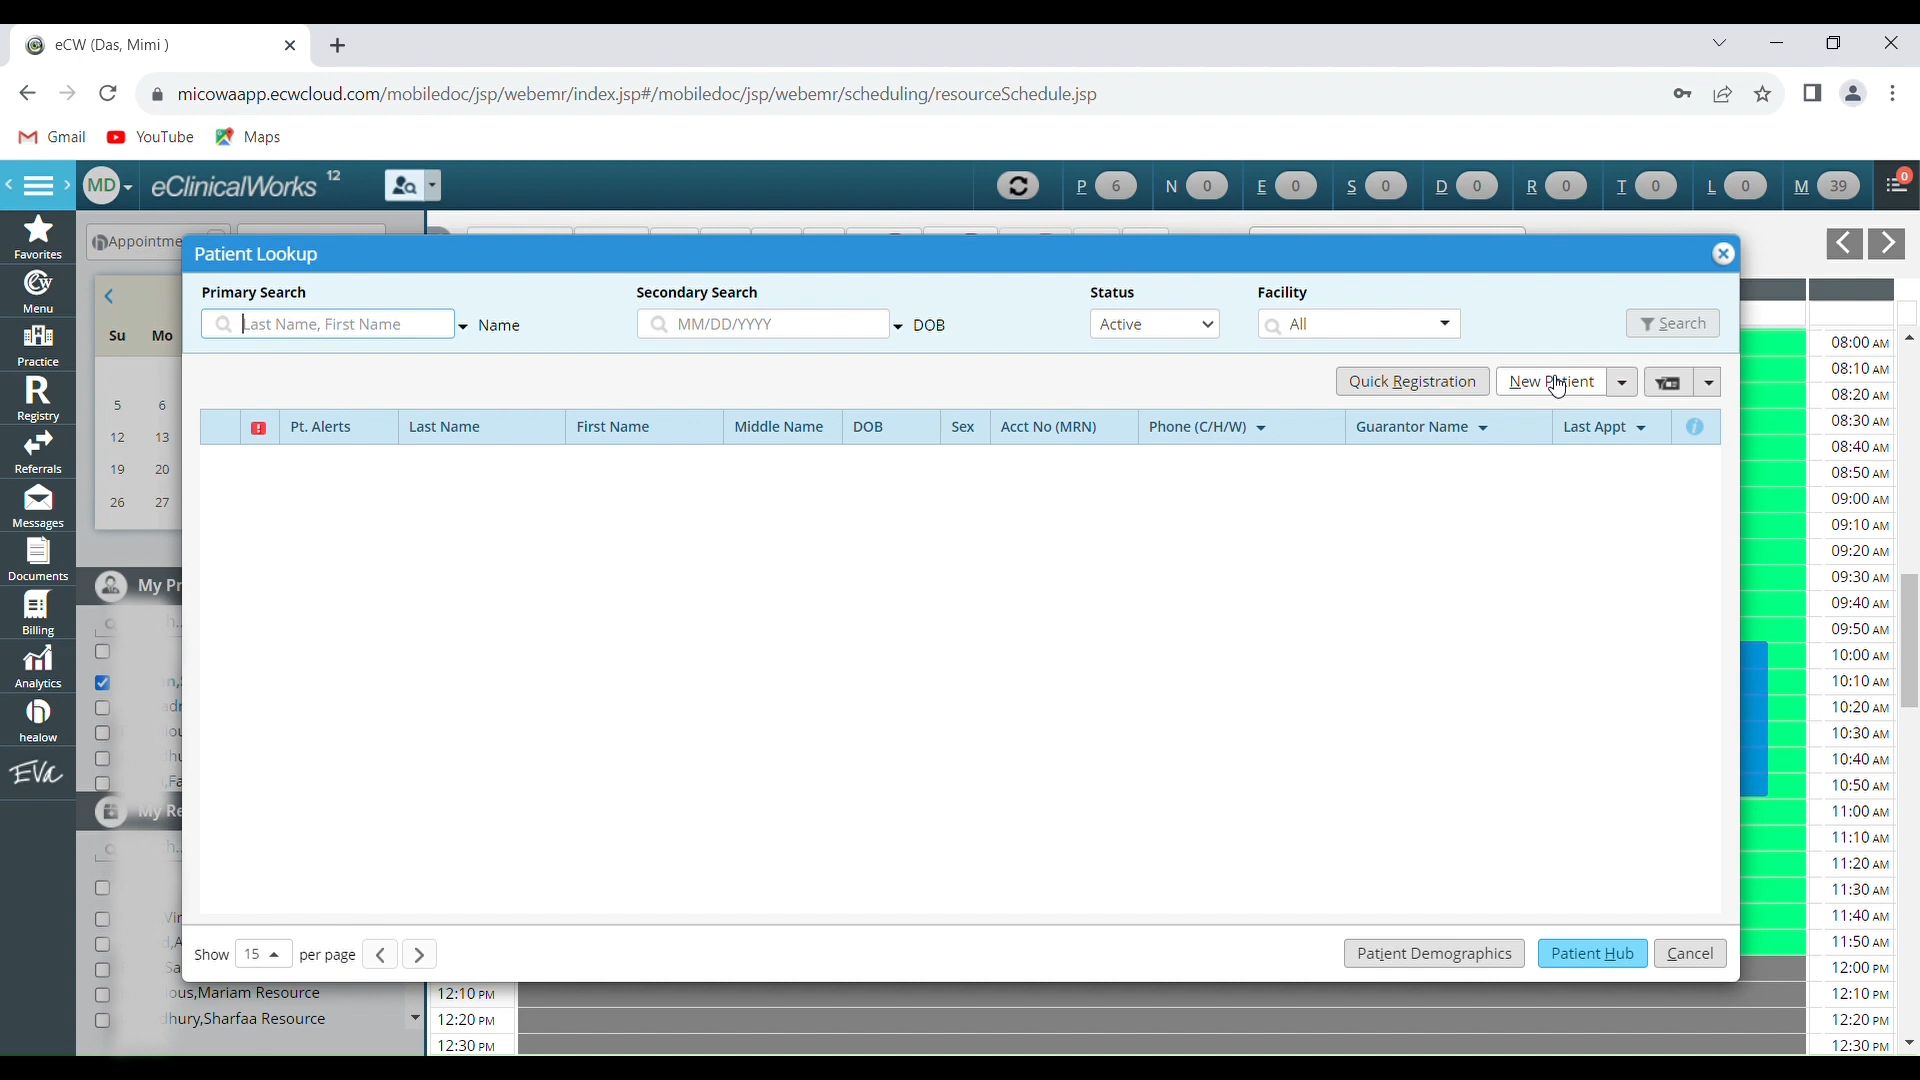 eCW (Das, Mimi )
micowaapp.ecwcloud.com/mobiledoc/jsp/webemr/index.jsp#/mobiledoc/jsp/webemr/scheduling/resourceSchedule.jsp
Gmail YouTube Maps
MD eClinicalWorks 12 P 6 N 0 E 0 S 0 D 0 R 0 T 0 L 0 M 39 0
Favorites
Menu
Practice
R
Registry
Referrals
Messages
Documents
Billing
Analytics
healow
EVA
Appointme
Su Mo
5 6
12 13
19 20
26 27
My Pr
My Re
ous,Mariam Resource
dhury,Sharfaa Resource
Patient Lookup
Primary Search Secondary Search Status Facility
Last Name, First Name Name MM/DD/YYYY DOB Active All Search
Quick Registration New Patient
Pt. Alerts Last Name First Name Middle Name DOB Sex Acct No (MRN) Phone (C/H/W) Guarantor Name Last Appt
Show 15 per page Patient Demographics Patient Hub Cancel
12:10 PM
12:20 PM
12:30 PM
08:00 AM
08:10 AM
08:20 AM
08:30 AM
08:40 AM
08:50 AM
09:00 AM
09:10 AM
09:20 AM
09:30 AM
09:40 AM
09:50 AM
10:00 AM
10:10 AM
10:20 AM
10:30 AM
10:40 AM
10:50 AM
11:00 AM
11:10 AM
11:20 AM
11:30 AM
11:40 AM
11:50 AM
12:00 PM
12:10 PM
12:20 PM
12:30 PM